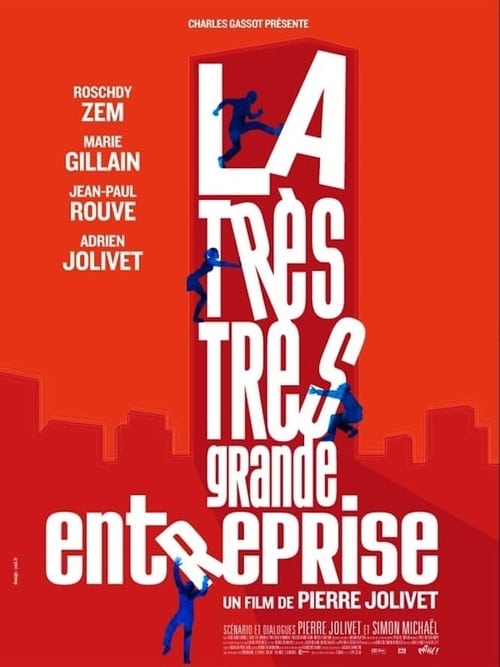 CHARLES GASSOT PRÉSENTE
ROSCHDY
ZEM
MARIE
GILLAIN
JEAN-PAUL
ROUVE
ADRIEN
JOLIVET
LA
TRÈS
TRÈS
grande
entreprise
UN FILM DE PIERRE JOLIVET
SCÉNARIO ET DIALOGUES PIERRE JOLIVET ET SIMON MICHAËL